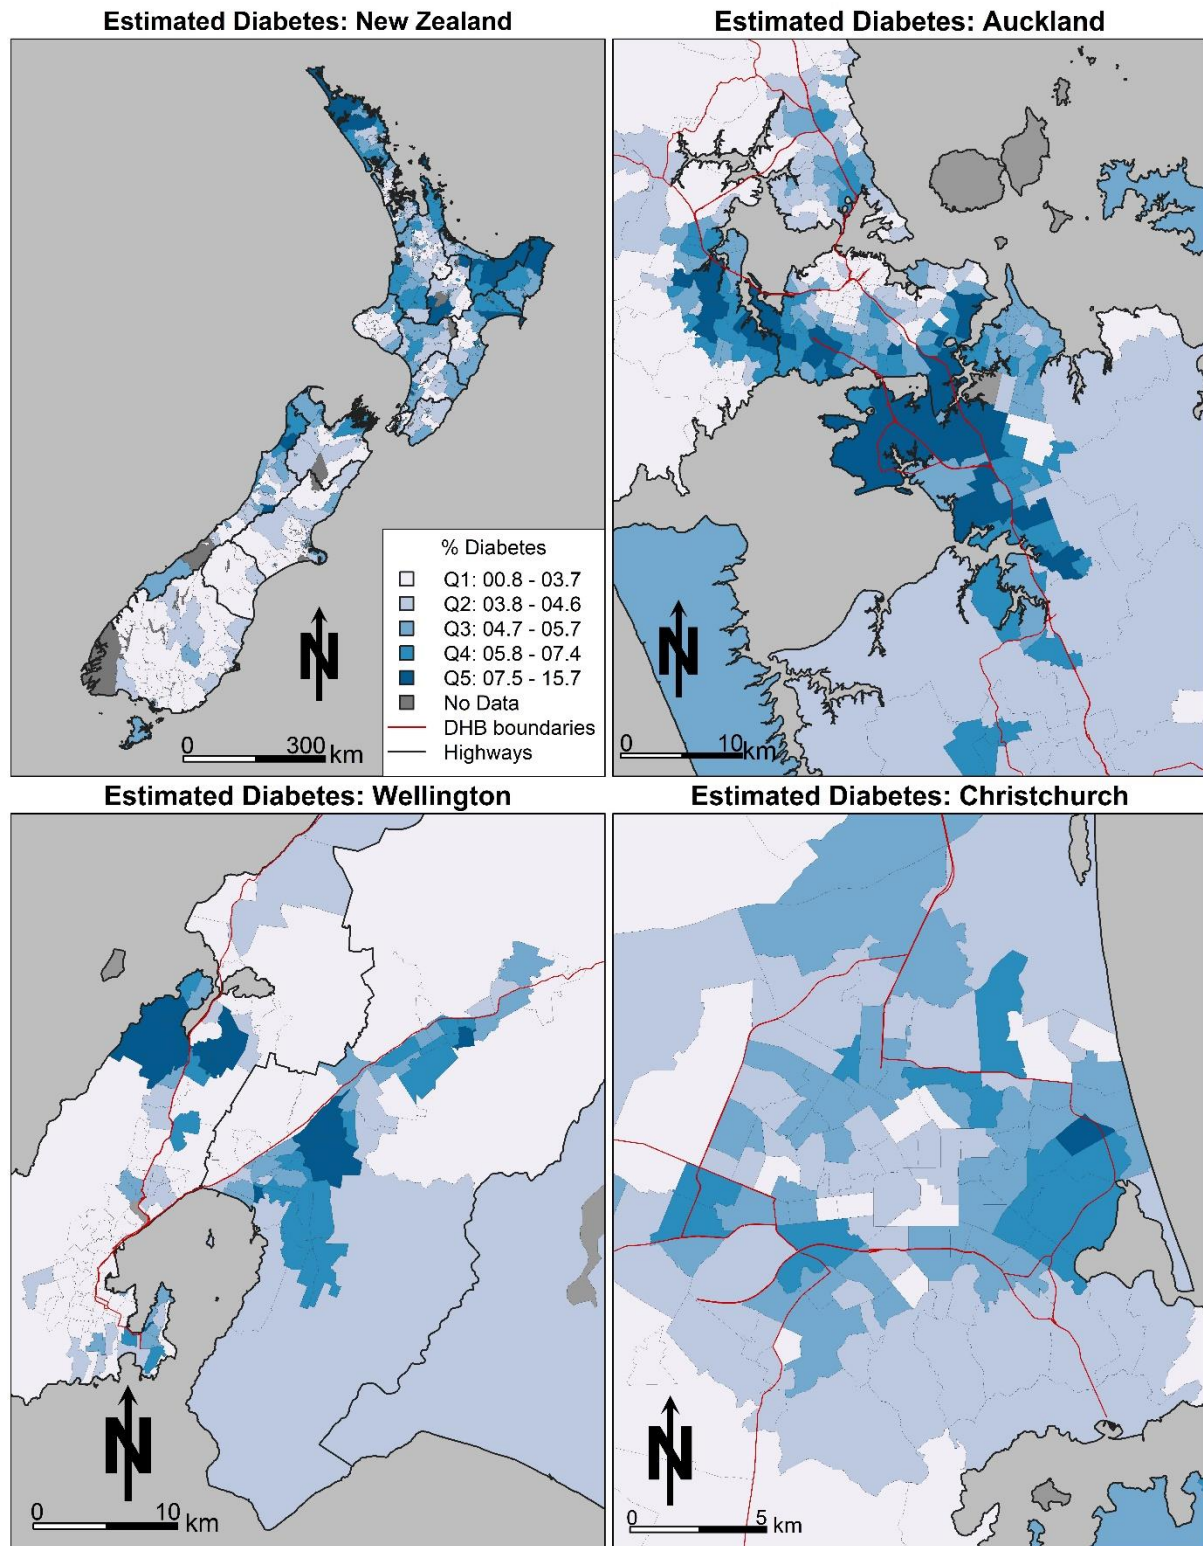 Estimated Diabetes: New Zealand
% Diabetes
Q1: 00.8 - 03.7
Q2: 03.8 - 04.6
Q3: 04.7 - 05.7
Q4: 05.8 - 07.4
Q5: 07.5 - 15.7
No Data
DHB boundaries
Highways
N
0 300 km
Estimated Diabetes: Auckland
N
0 10 km
Estimated Diabetes: Wellington
N
0 10 km
Estimated Diabetes: Christchurch
N
0 5 km